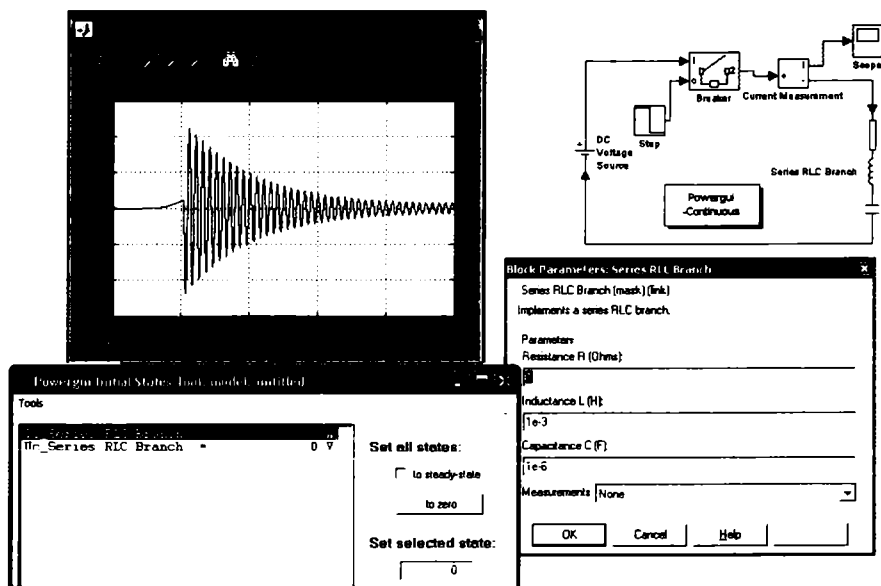 Scope
Breaker
Current Measurement
Step
DC
Voltage
Source
Series RLC Branch
Powergui
-Continuous
Block Parameters: Series RLC Branch
Series RLC Branch (mask) (link)
Implements a series RLC branch.
Parameters
Resistance R (Ohms):
Inductance L (H):
1e-3
Capacitance C (F):
1e-6
Measurements None
OK Cancel Help
Powergui Initial States Tool. model: untitled
Tools
Uc_Series RLC Branch = 0 V
Set all states:
to steady-state
to zero
Set selected state:
0